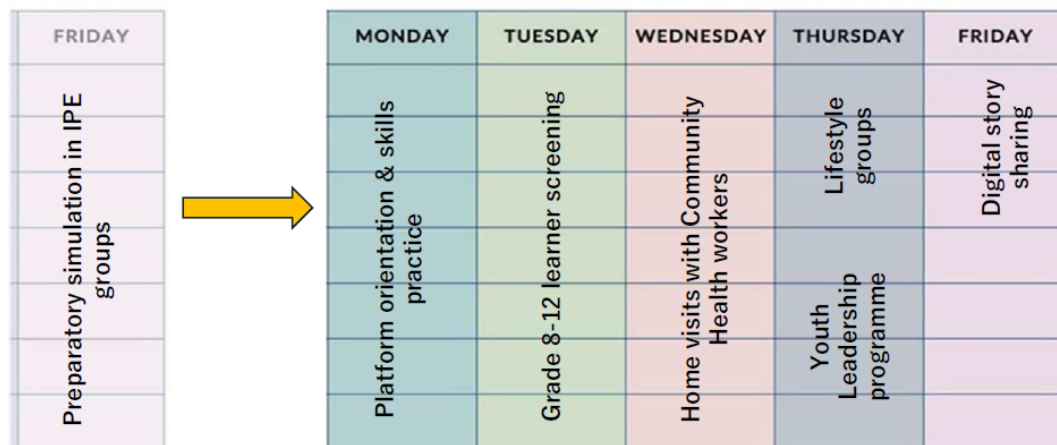 FRIDAY
Preparatory simulation in IPE
groups
MONDAY
Platform orientation & skills
practice
TUESDAY
Grade 8-12 learner screening
WEDNESDAY
Home visits with Community
Health workers
THURSDAY
Lifestyle
groups
Youth
Leadership
programme
FRIDAY
Digital story
sharing